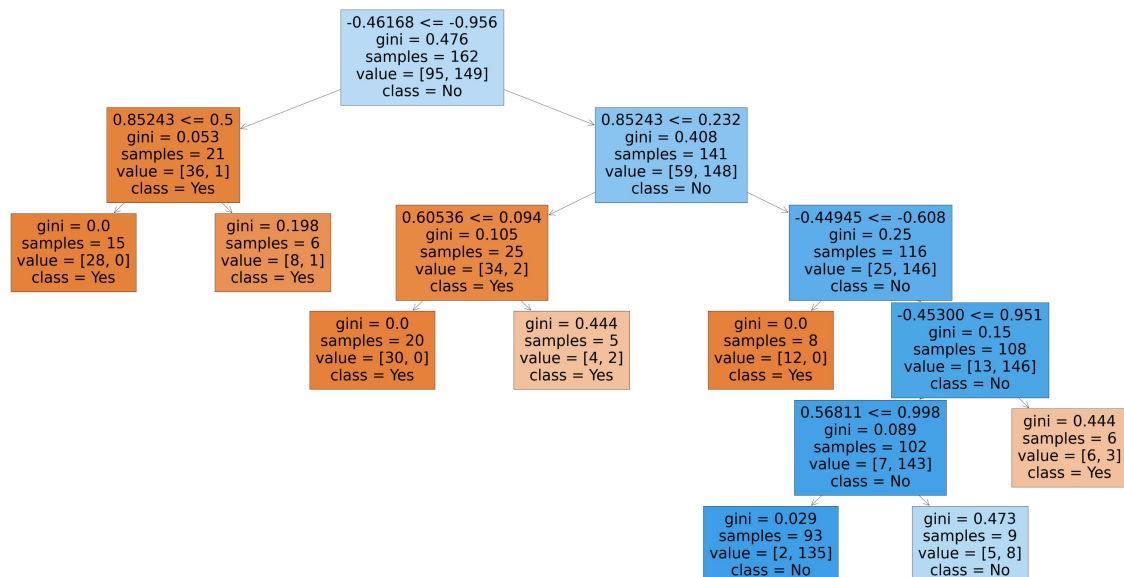 -0.46168 <= -0.956
gini = 0.476
samples = 162
value = [95, 149]
class = No
0.85243 <= 0.5
gini = 0.053
samples = 21
value = [36, 1]
class = Yes
0.85243 <= 0.232
gini = 0.408
samples = 141
value = [59, 148]
class = No
gini = 0.0
samples = 15
value = [28, 0]
class = Yes
gini = 0.198
samples = 6
value = [8, 1]
class = Yes
0.60536 <= 0.094
gini = 0.105
samples = 25
value = [34, 2]
class = Yes
-0.44945 <= -0.608
gini = 0.25
samples = 116
value = [25, 146]
class = No
gini = 0.0
samples = 20
value = [30, 0]
class = Yes
gini = 0.444
samples = 5
value = [4, 2]
class = Yes
gini = 0.0
samples = 8
value = [12, 0]
class = Yes
-0.45300 <= 0.951
gini = 0.15
samples = 108
value = [13, 146]
class = No
0.56811 <= 0.998
gini = 0.089
samples = 102
value = [7, 143]
class = No
gini = 0.444
samples = 6
value = [6, 3]
class = Yes
gini = 0.029
samples = 93
value = [2, 135]
class = No
gini = 0.473
samples = 9
value = [5, 8]
class = No